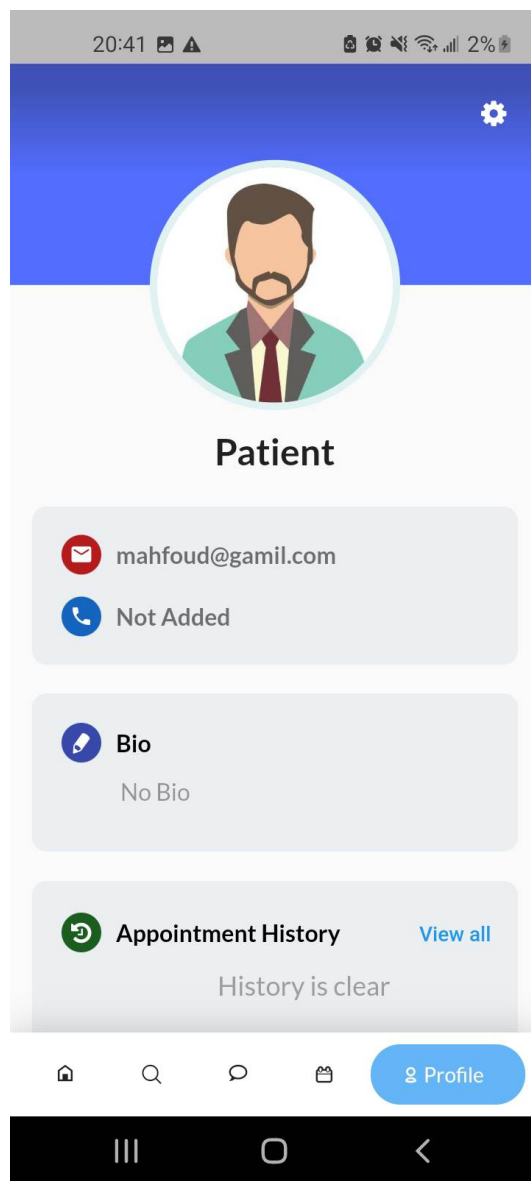 20:41 2%
Patient
mahfoud@gamil.com
Not Added
Bio
No Bio
Appointment History View all
History is clear
Profile